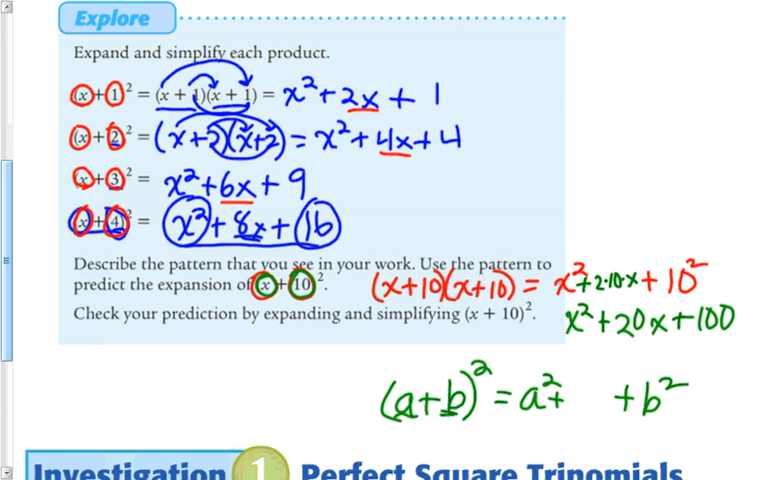 Explore
Expand and simplify each product.
(x + 1)² = (x + 1)(x + 1) = x² + 2x + 1
(x + 2)² = (x+2)(x+2) = x² + 4x + 4
(x + 3)² = x² + 6x + 9
(x + 4)² = x² + 8x + 16
Describe the pattern that you see in your work. Use the pattern to
predict the expansion of (x + 10)². (x+10)(x+10) = x² + 2·10·x + 10²
Check your prediction by expanding and simplifying (x + 10)². x² + 20x + 100
(a+b)² = a² +   + b²
Investigation 1 Perfect Square Trinomials